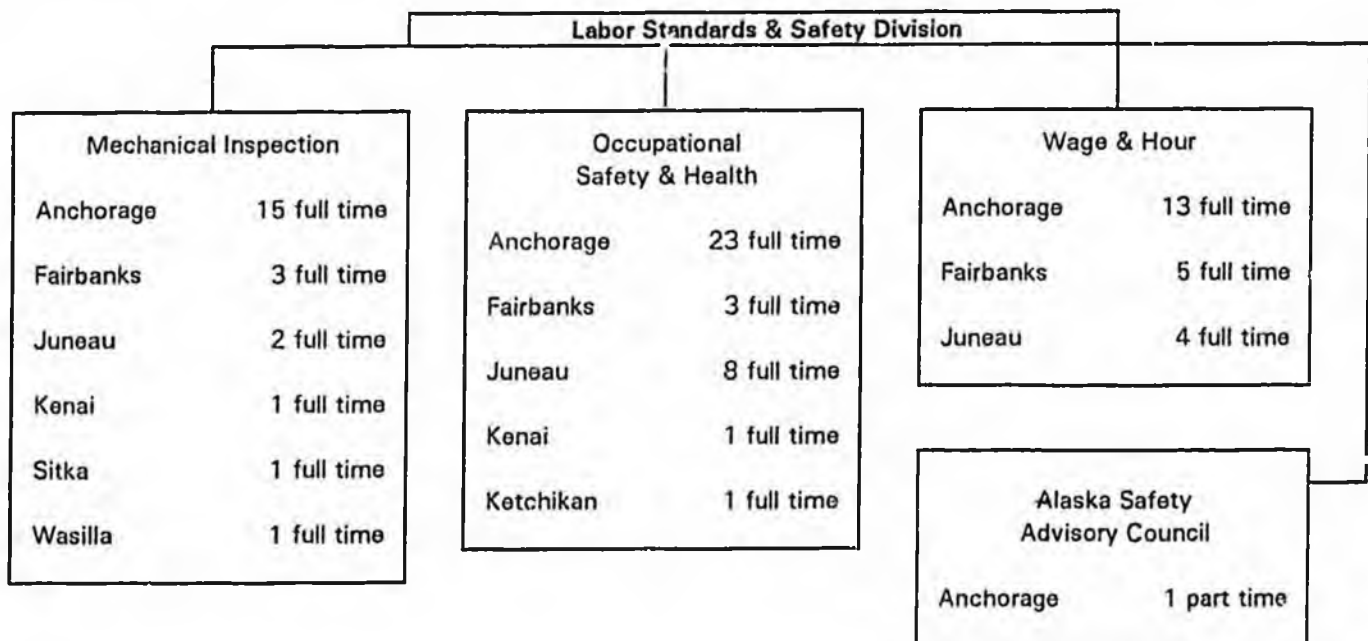 Labor Standards & Safety Division
Mechanical Inspection
Anchorage 15 full time
Fairbanks 3 full time
Juneau 2 full time
Kenai 1 full time
Sitka 1 full time
Wasilla 1 full time
Occupational
Safety & Health
Anchorage 23 full time
Fairbanks 3 full time
Juneau 8 full time
Kenai 1 full time
Ketchikan 1 full time
Wage & Hour
Anchorage 13 full time
Fairbanks 5 full time
Juneau 4 full time
Alaska Safety
Advisory Council
Anchorage 1 part time